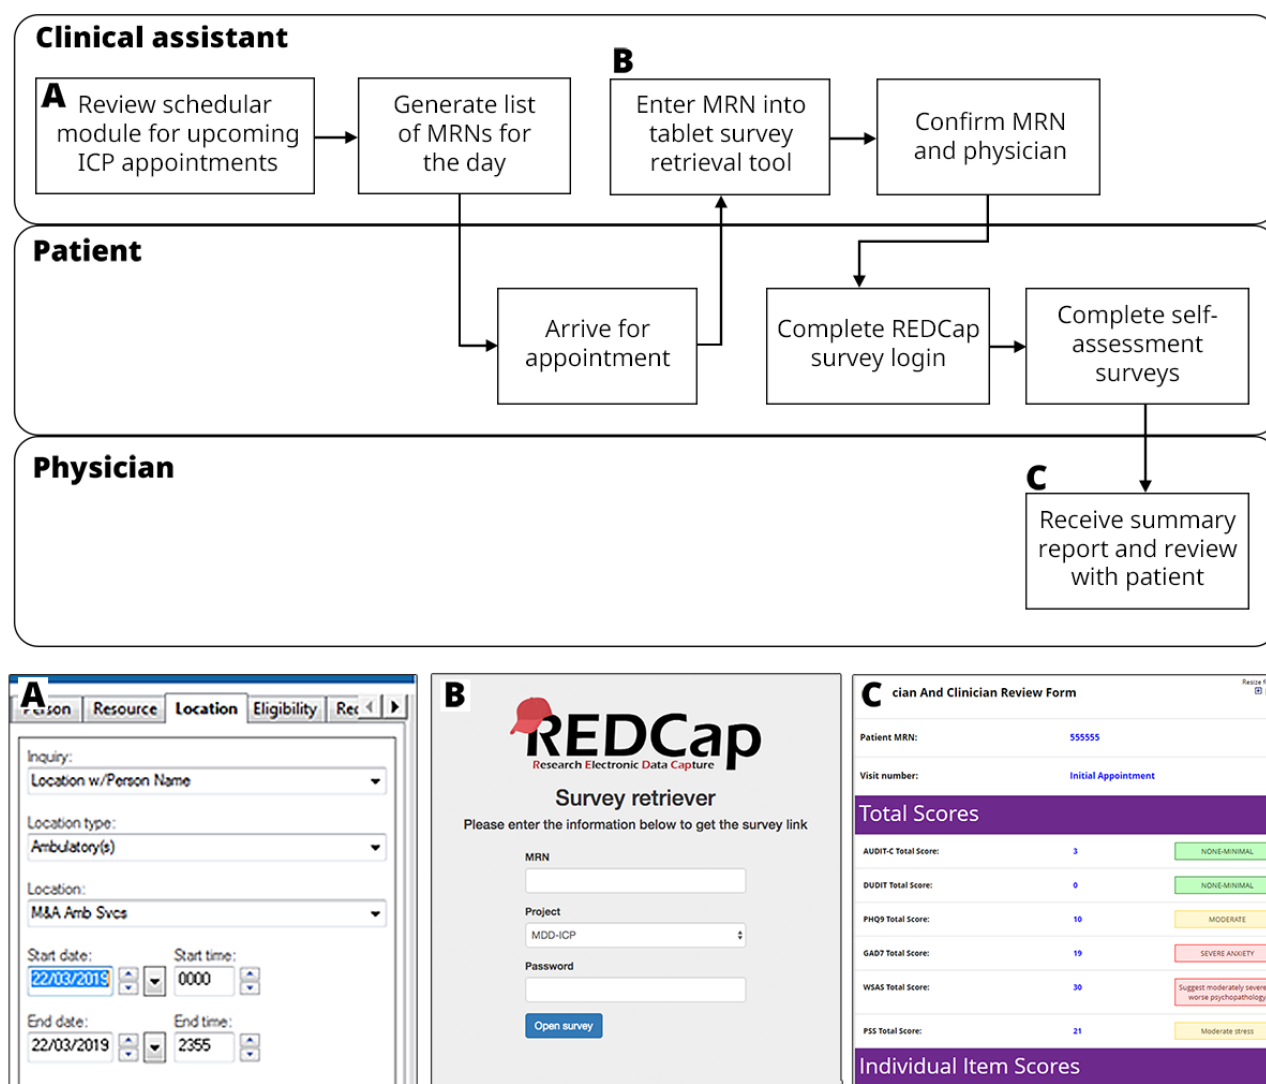 Clinical assistant
A
Review schedular
module for upcoming
ICP appointments
Generate list
of MRNs for
the day
B
Enter MRN into
tablet survey
retrieval tool
Confirm MRN
and physician
Patient
Arrive for
appointment
Complete REDCap
survey login
Complete self-
assessment
surveys
Physician
C
Receive summary
report and review
with patient
A
Resource Location Eligibility
Inquiry:
Location w/Person Name
Location type:
Ambulatory(s)
Location:
M&A Amb Svcs
Start date: Start time:
22/03/2019 0000
End date: End time:
22/03/2019 2355
B
REDCap
Research Electronic Data Capture
Survey retriever
Please enter the information below to get the survey link
MRN
Project
MDD-ICP
Password
Open survey
C
cian And Clinician Review Form
Resize
Patient MRN: 555555
Visit number: Initial Appointment
Total Scores
AUDIT-C Total Score: 3 NONE-MINIMAL
DUDIT Total Score: 0 NONE-MINIMAL
PHQ9 Total Score: 10 MODERATE
GAD7 Total Score: 19 SEVERE ANXIETY
WSAS Total Score: 30 Suggest moderately severe
worse psychopathology
PSS Total Score: 21 Moderate stress
Individual Item Scores